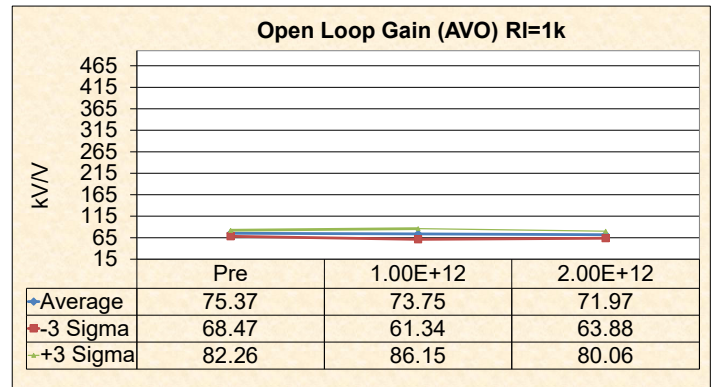 Open Loop Gain (AVO) Rl=1k
kV/V
465
415
365
315
265
215
165
115
65
15
Pre 1.00E+12 2.00E+12
Average 75.37 73.75 71.97
-3 Sigma 68.47 61.34 63.88
+3 Sigma 82.26 86.15 80.06